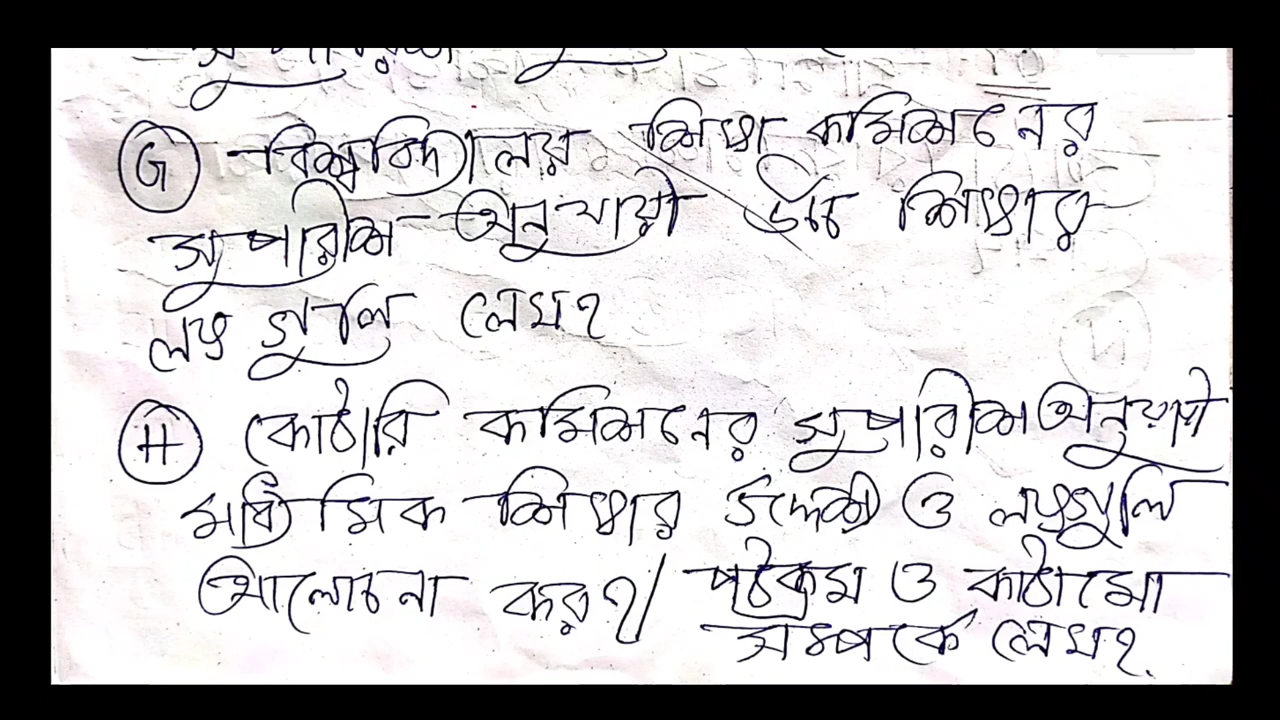 সুপারিশ
G বিশ্ববিদ্যালয় শিক্ষা কমিশনের
সুপারীশ অনুযায়ী উচ্চ শিক্ষার
লক্ষ গুলি লেখ?
H কোঠারি কমিশনের সুপারীশ অনুযায়ী
মাধ্যমিক শিক্ষার উদ্দেশ্য ও লক্ষ্যগুলি
আলোচনা কর?/ পাঠক্রম ও কাঠামো
সম্পর্কে লেখ?